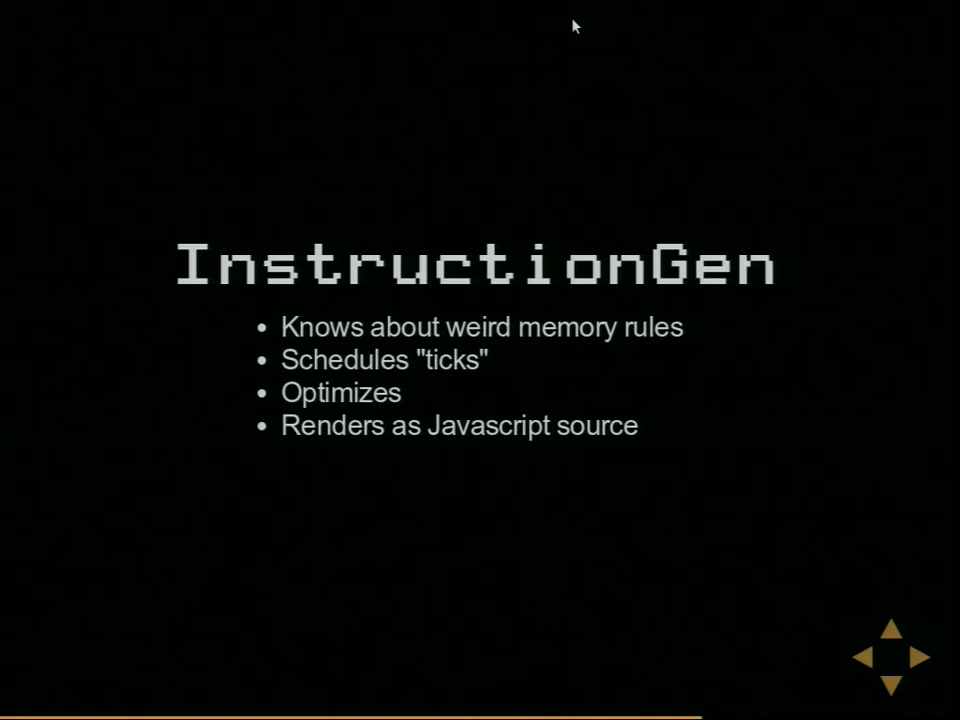 InstructionGen
Knows about weird memory rules
Schedules "ticks"
Optimizes
Renders as Javascript source